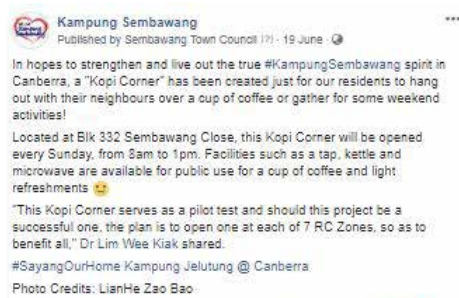 Kampung Sembawang
Published by Sembawang Town Council [?] · 19 June ·
In hopes to strengthen and live out the true #KampungSembawang spirit in
Canberra, a "Kopi Corner" has been created just for our residents to hang
out with their neighbours over a cup of coffee or gather for some weekend
activities!
Located at Blk 332 Sembawang Close, this Kopi Corner will be opened
every Sunday, from 8am to 1pm. Facilities such as a tap, kettle and
microwave are available for public use for a cup of coffee and light
refreshments
"This Kopi Corner serves as a pilot test and should this project be a
successful one, the plan is to open one at each of 7 RC Zones, so as to
benefit all," Dr Lim Wee Kiak shared.
#SayangOurHome Kampung Jelutung @ Canberra
Photo Credits: LianHe Zao Bao